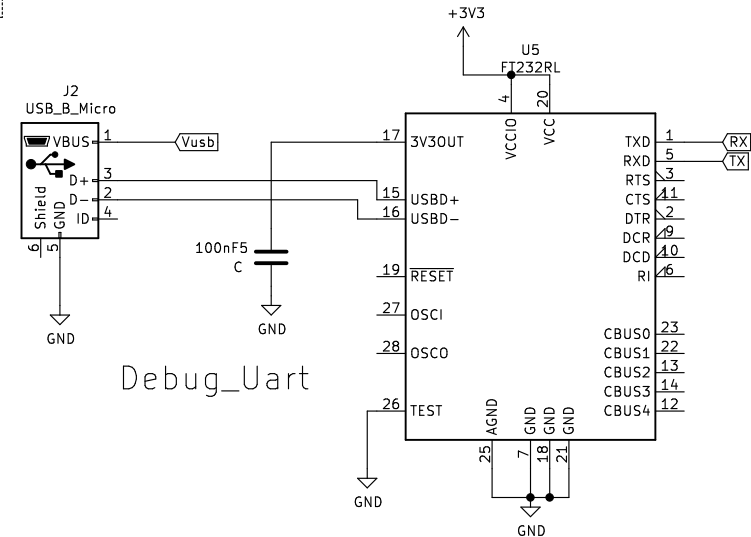 +3V3
U5
FT232RL
J2
USB_B_Micro
4
20
VCCIO
VCC
VBUS 1 Vusb
D+ 3
D- 2
ID 4
Shield
GND
6
5
GND
100nF5
C
GND
Debug_Uart
17 3V3OUT
15 USBD+
16 USBD-
19 RESET
27 OSCI
28 OSCO
26 TEST
GND
TXD 1 RX
RXD 5 TX
RTS 3
CTS 11
DTR 2
DCR 9
DCD 10
RI 6
CBUS0 23
CBUS1 22
CBUS2 13
CBUS3 14
CBUS4 12
AGND
GND
GND
GND
25
7
18
21
GND